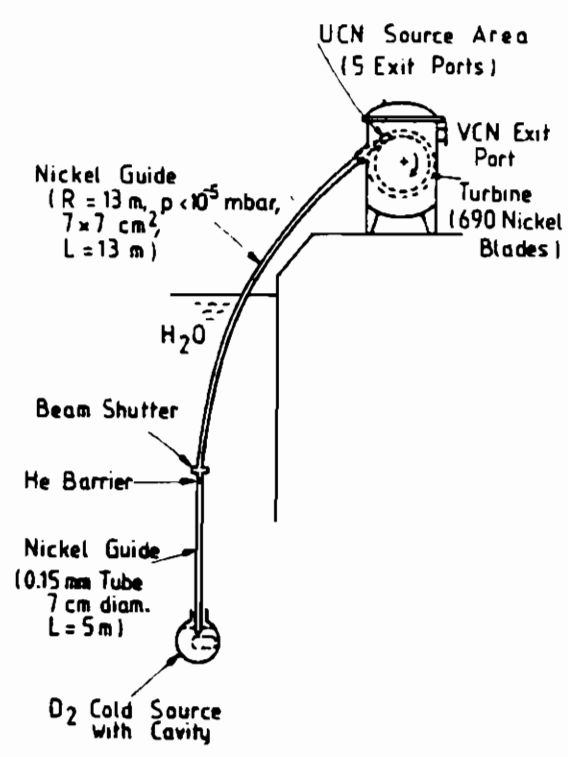 UCN Source Area
(5 Exit Ports)
VCN Exit
Port
Nickel Guide
(R = 13 m, p <10⁻⁵ mbar,
7 x 7 cm²,
L = 13 m)
Turbine
(690 Nickel
Blades)
H₂O
Beam Shutter
He Barrier
Nickel Guide
(0.15 mm Tube
7 cm diam.
L = 5 m)
D₂ Cold Source
With Cavity